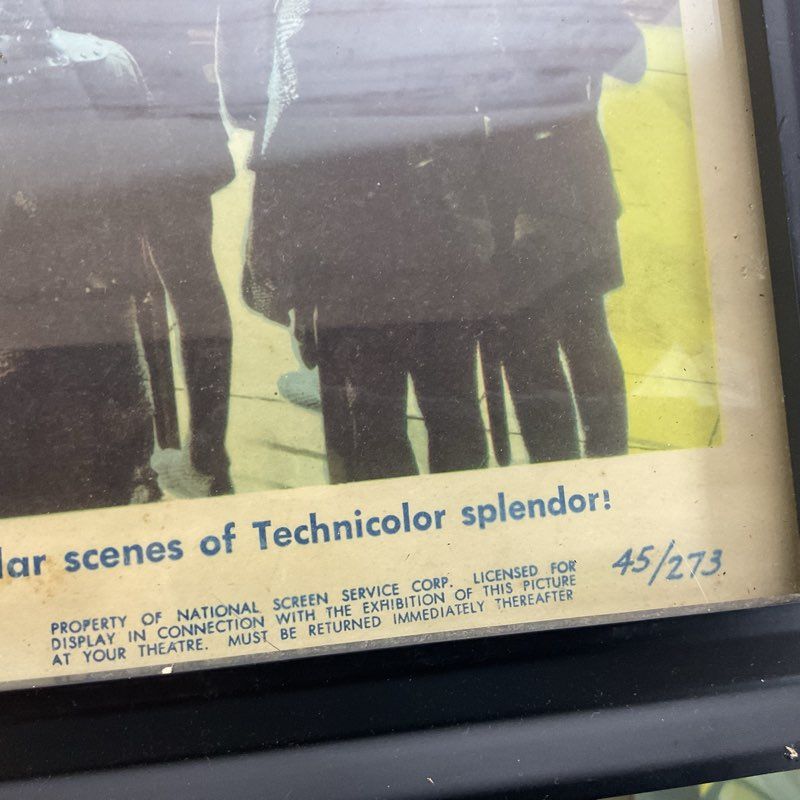 scenes of Technicolor splendor!
45/273
PROPERTY OF NATIONAL SCREEN SERVICE CORP. LICENSED FOR
DISPLAY IN CONNECTION WITH THE EXHIBITION OF THIS PICTURE
AT YOUR THEATRE. MUST BE RETURNED IMMEDIATELY THEREAFTER